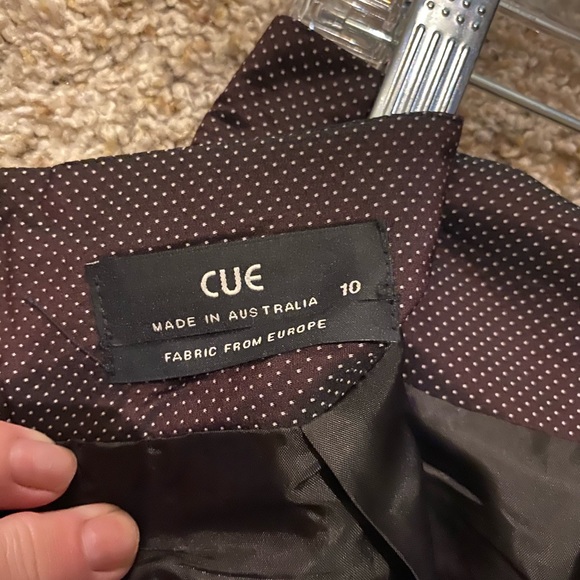 CUE
10
MADE IN AUSTRALIA
FABRIC FROM EUROPE